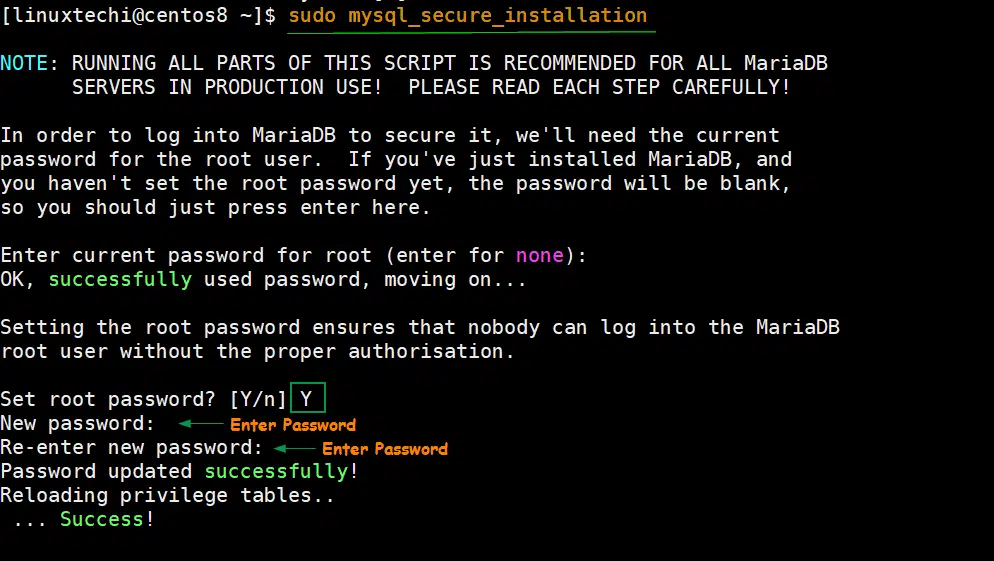 [linuxtechi@centos8 ~]$ sudo mysql_secure_installation
NOTE: RUNNING ALL PARTS OF THIS SCRIPT IS RECOMMENDED FOR ALL MariaDB
SERVERS IN PRODUCTION USE!  PLEASE READ EACH STEP CAREFULLY!
In order to log into MariaDB to secure it, we'll need the current
password for the root user.  If you've just installed MariaDB, and
you haven't set the root password yet, the password will be blank,
so you should just press enter here.
Enter current password for root (enter for none):
OK, successfully used password, moving on...
Setting the root password ensures that nobody can log into the MariaDB
root user without the proper authorisation.
Set root password? [Y/n] Y
New password: Enter Password
Re-enter new password: Enter Password
Password updated successfully!
Reloading privilege tables..
... Success!